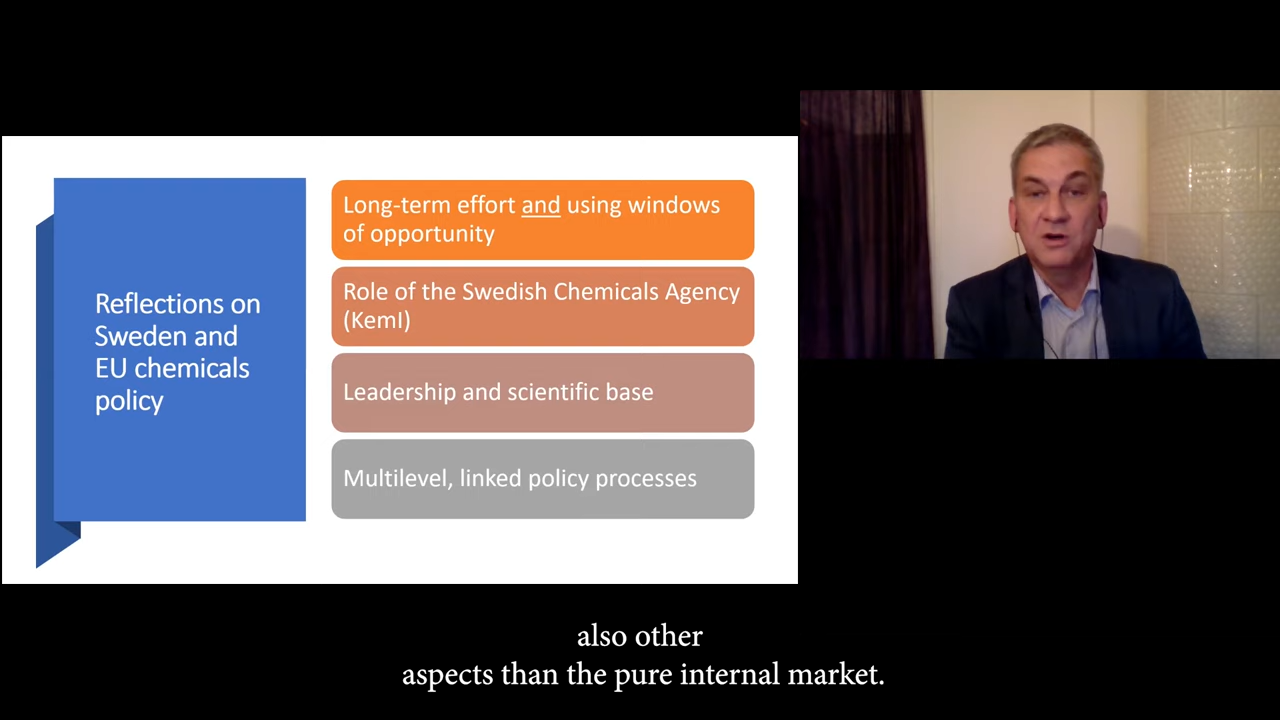 Reflections on
Sweden and
EU chemicals
policy
Long-term effort and using windows
of opportunity
Role of the Swedish Chemicals Agency
(KemI)
Leadership and scientific base
Multilevel, linked policy processes
also other
aspects than the pure internal market.